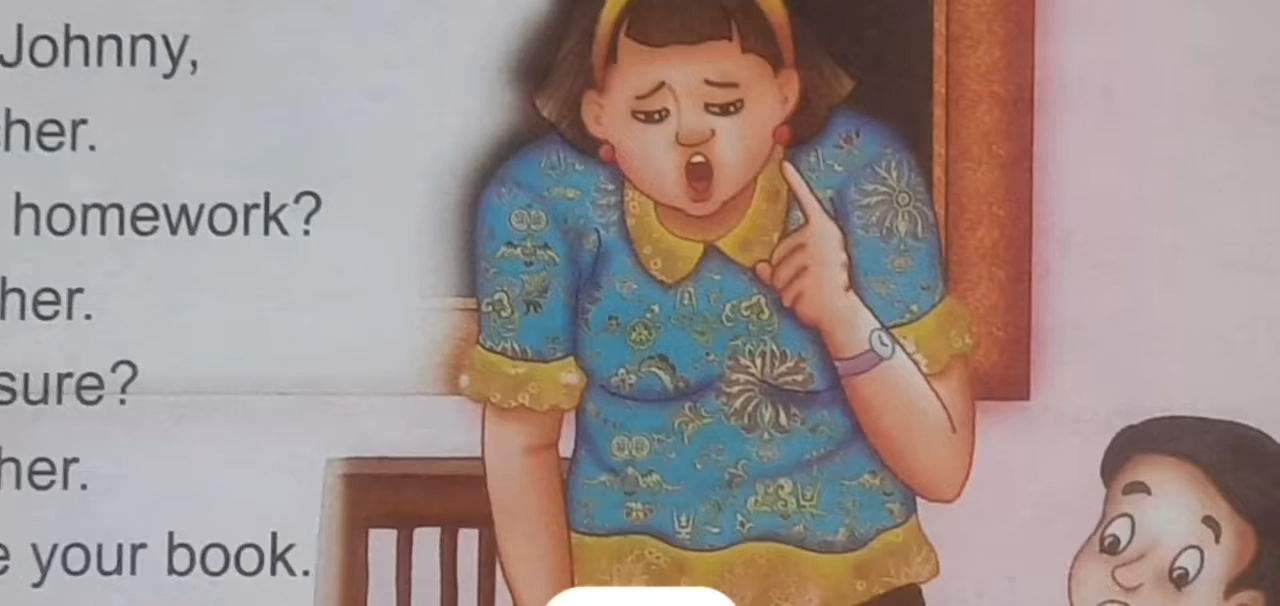 Johnny,
her.
homework?
her.
sure?
her.
your book.